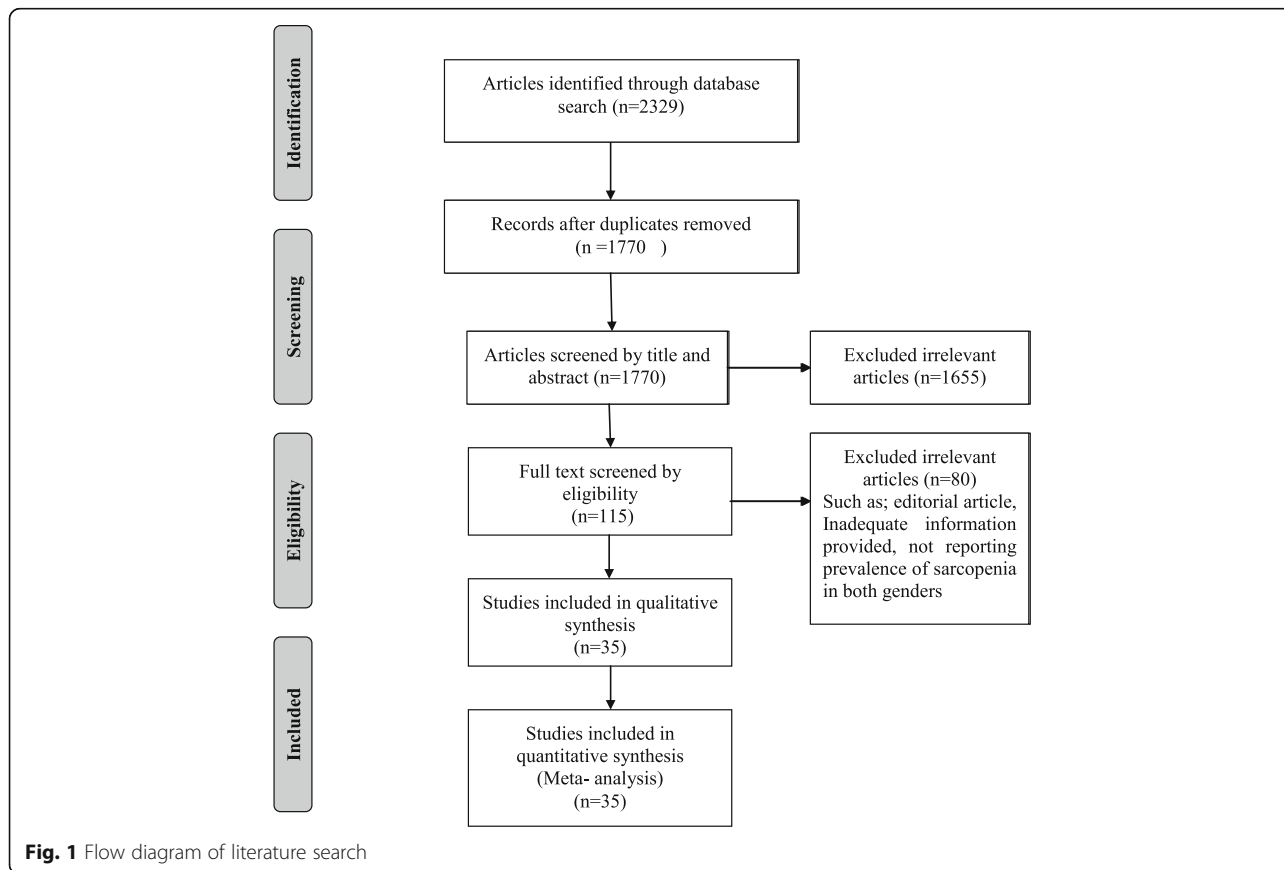 Identification
Articles identified through database
search (n=2329)
Records after duplicates removed
(n =1770   )
Screening
Articles screened by title and
abstract (n=1770)
Excluded irrelevant
articles (n=1655)
Eligibility
Full text screened by
eligibility
(n=115)
Excluded irrelevant
articles (n=80)
Such as; editorial article,
Inadequate information
provided, not reporting
prevalence of sarcopenia
in both genders
Studies included in qualitative
synthesis
(n=35)
Included
Studies included in
quantitative synthesis
(Meta- analysis)
(n=35)
Fig. 1 Flow diagram of literature search